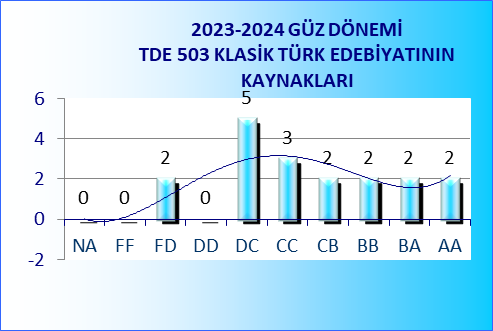 2023-2024 GÜZ DÖNEMİ
TDE 503 KLASİK TÜRK EDEBİYATININ
KAYNAKLARI
6
4
2
0
-2
0 0 2 0 5 3 2 2 2 2
NA FF FD DD DC CC CB BB BA AA